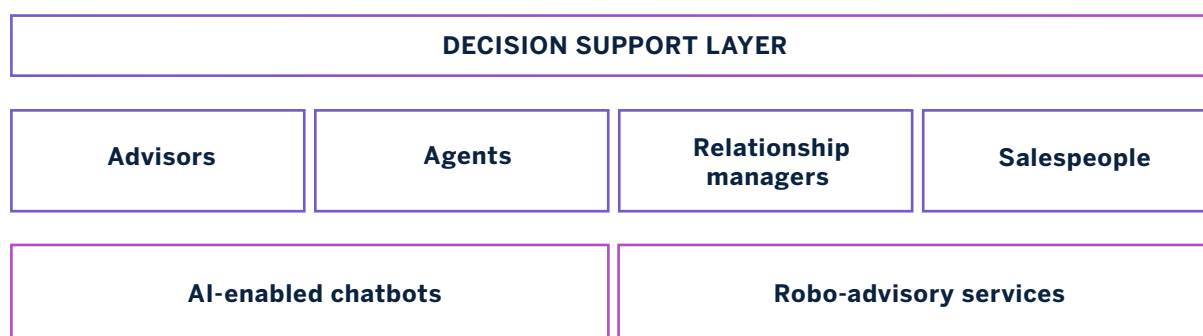 DECISION SUPPORT LAYER
Advisors
Agents
Relationship
managers
Salespeople
AI-enabled chatbots
Robo-advisory services